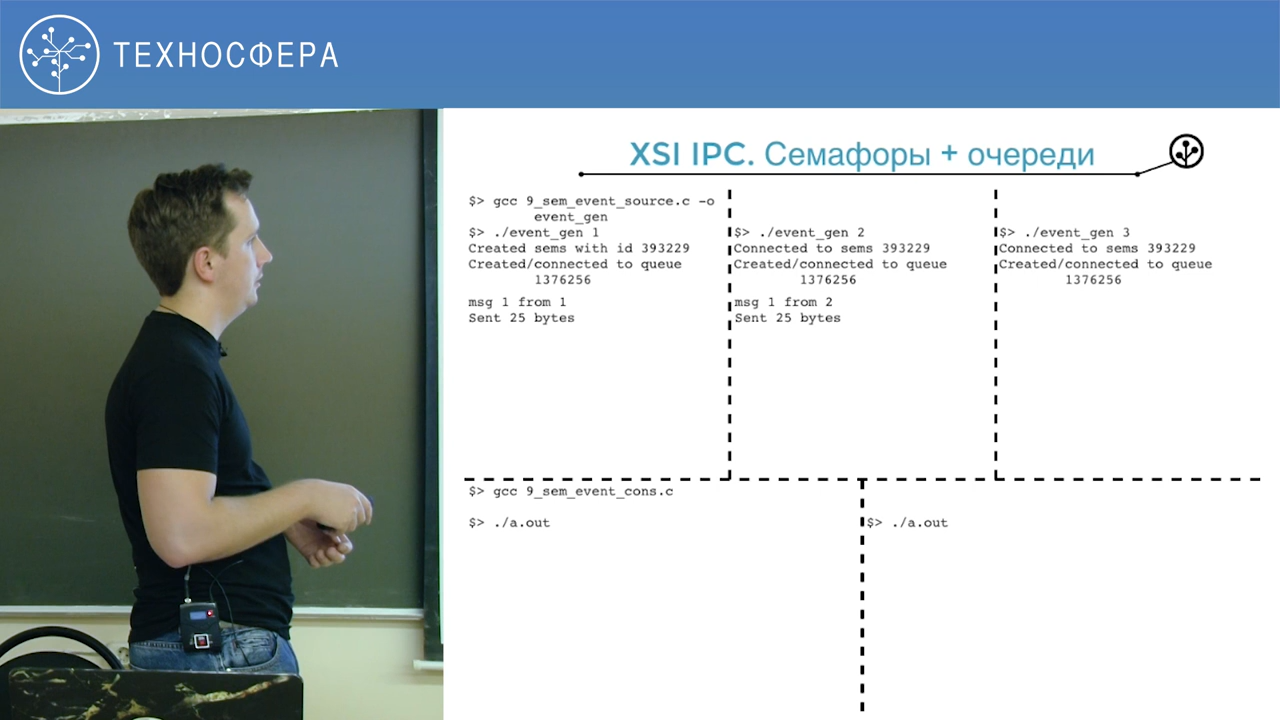 ТЕХНОСФЕРА
XSI IPC. Семафоры + очереди
$> gcc 9_sem_event_source.c -o
event_gen
$> ./event_gen 1
Created sems with id 393229
Created/connected to queue
1376256
msg 1 from 1
Sent 25 bytes
$> ./event_gen 2
Connected to sems 393229
Created/connected to queue
1376256
msg 1 from 2
Sent 25 bytes
$> ./event_gen 3
Connected to sems 393229
Created/connected to queue
1376256
$> gcc 9_sem_event_cons.c
$> ./a.out
$> ./a.out